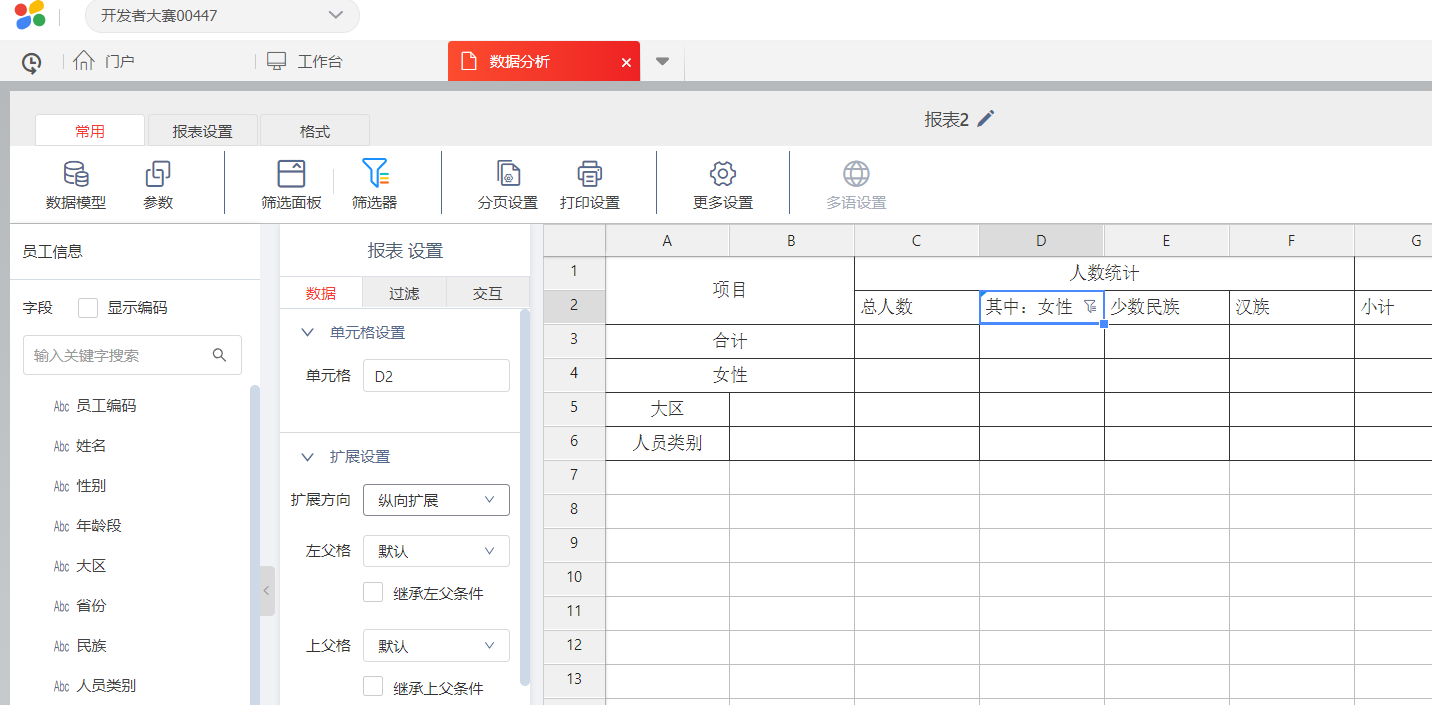 开发者大赛00447
门户 工作台 数据分析
常用 报表设置 格式 报表2
数据模型 参数 筛选面板 筛选器 分页设置 打印设置 更多设置 多语设置
员工信息
字段 显示编码
输入关键字搜索
Abc 员工编码
Abc 姓名
Abc 性别
Abc 年龄段
Abc 大区
Abc 省份
Abc 民族
Abc 人员类别
报表 设置
数据 过滤 交互
单元格设置
单元格 D2
扩展设置
扩展方向 纵向扩展
左父格 默认
继承左父条件
上父格 默认
继承上父条件
A B C D E F G
1 项目 人数统计
2 总人数 其中：女性 少数民族 汉族 小计
3 合计
4 女性
5 大区
6 人员类别
7
8
9
10
11
12
13